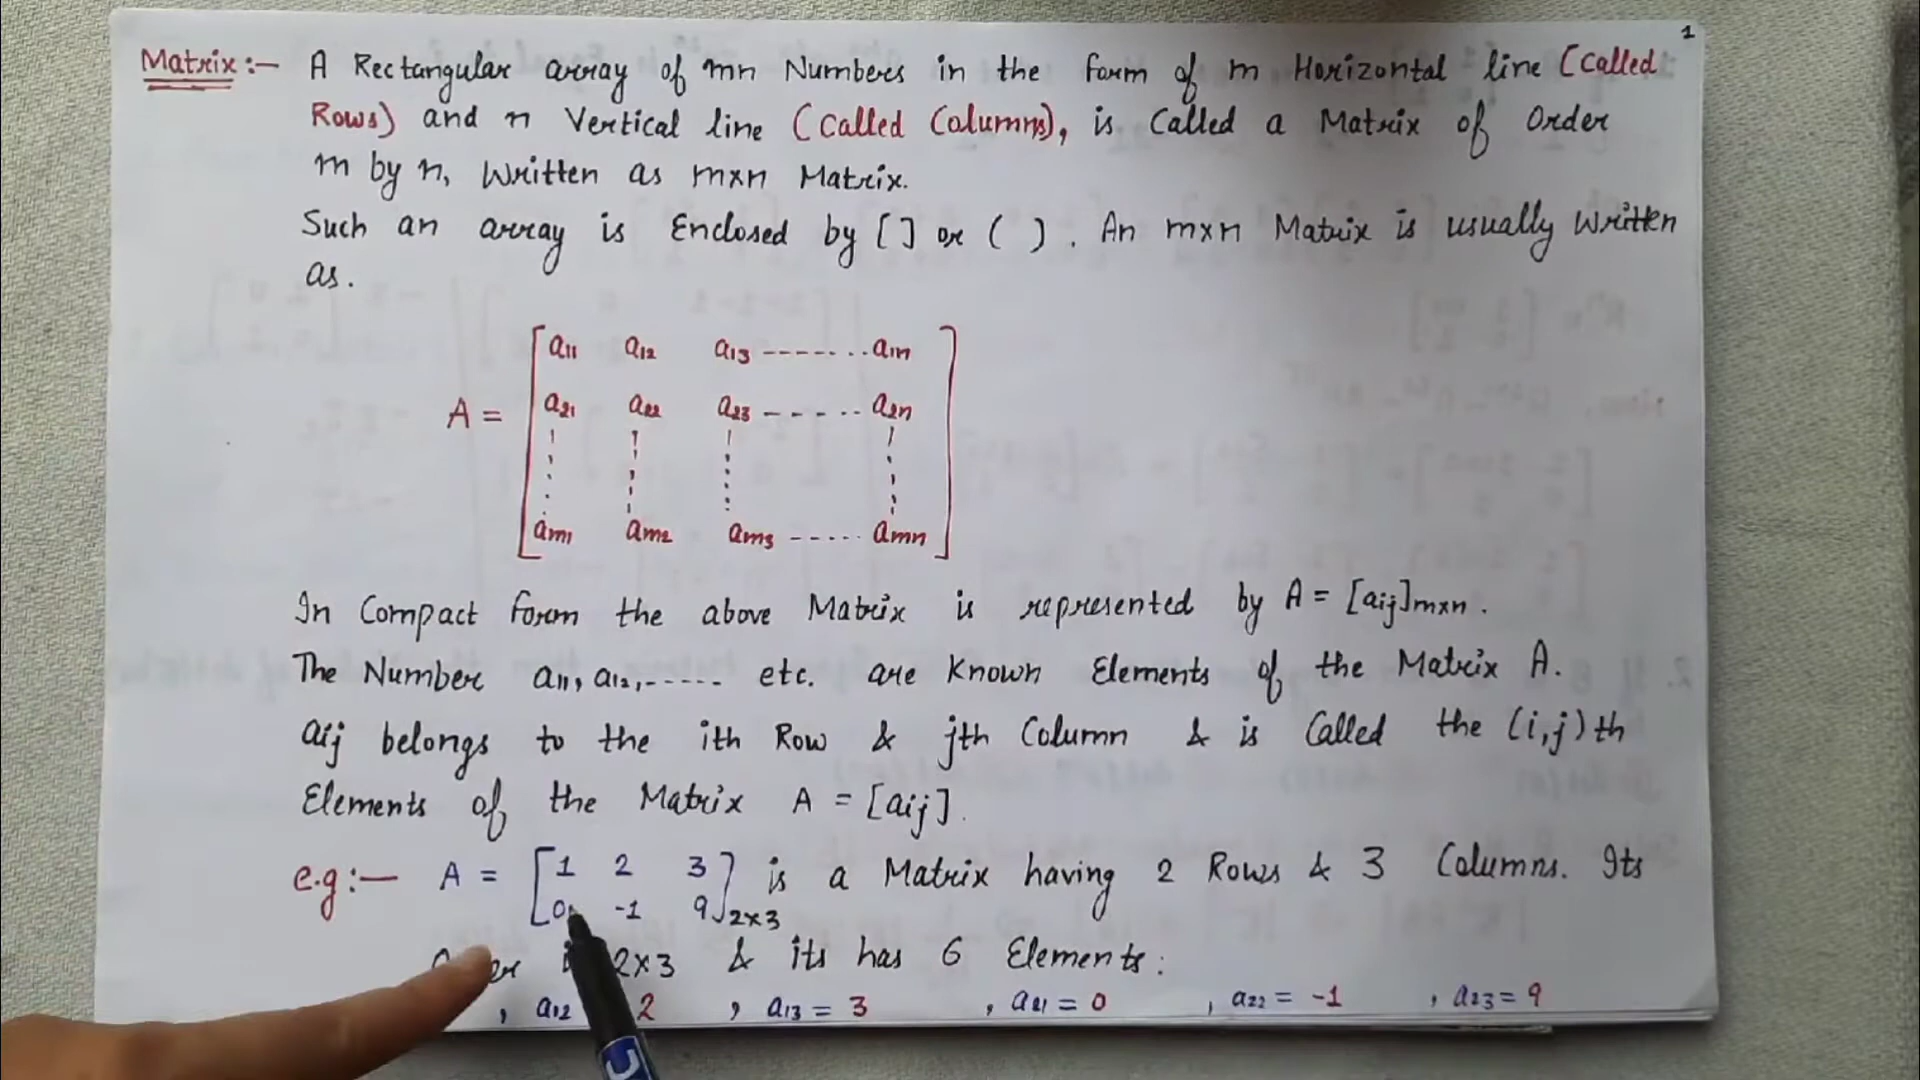 1
Matrix :- A Rectangular array of mn Numbers in the form of m Horizontal line (Called
Rows) and n Vertical line (Called Columns), is Called a Matrix of Order
m by n, Written as m×n Matrix.
Such an array is Enclosed by [ ] or ( ) . An m×n Matrix is usually Written
as.
a11 a12 a13 ------- a1n
A = a21 a22 a23 ------ a2n
am1 am2 am3 ------ amn
In Compact form the above Matrix is represented by A = [aij]m×n .
The Number a11, a12,------ etc. are Known Elements of the Matrix A.
aij belongs to the ith Row & jth Column & is Called the (i,j)th
Elements of the Matrix A = [aij].
e.g :- A = [1 2 3
0 -1 9]2×3 is a Matrix having 2 Rows & 3 Columns. Its
2×3 & its has 6 Elements :
, a12 2 , a13 = 3 , a21 = 0 , a22 = -1 , a23 = 9